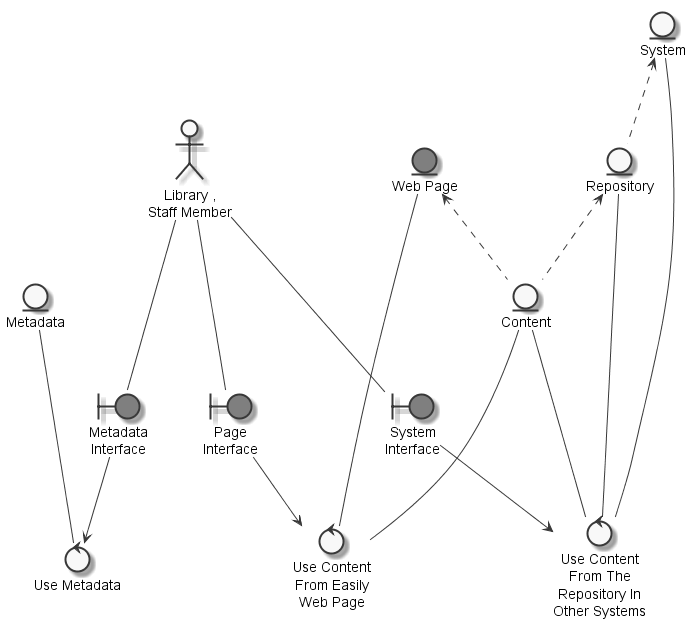 System
Library ,
Staff Member
Web Page
Repository
Metadata
Content
Metadata
Interface
Page
Interface
System
Interface
Use Metadata
Use Content
From Easily
Web Page
Use Content
From The
Repository In
Other Systems